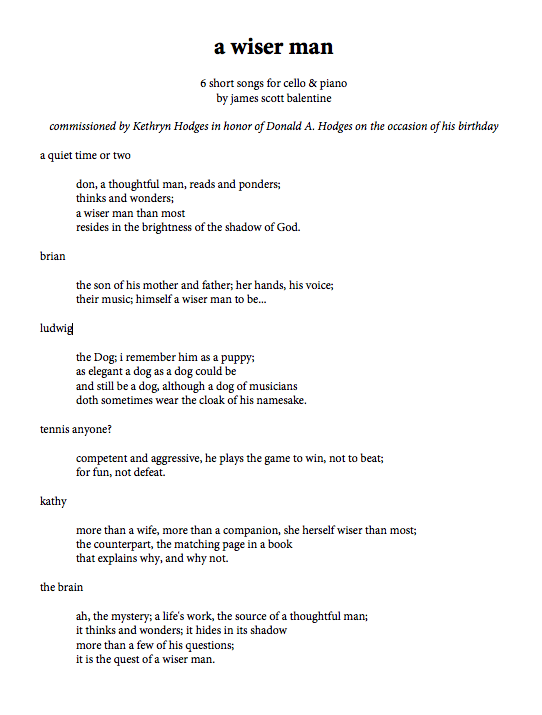 a wiser man
6 short songs for cello & piano
by james scott balentine
commissioned by Kethryn Hodges in honor of Donald A. Hodges on the occasion of his birthday
a quiet time or two
don, a thoughtful man, reads and ponders;
thinks and wonders;
a wiser man than most
resides in the brightness of the shadow of God.
brian
the son of his mother and father; her hands, his voice;
their music; himself a wiser man to be...
ludwig
the Dog; i remember him as a puppy;
as elegant a dog as a dog could be
and still be a dog, although a dog of musicians
doth sometimes wear the cloak of his namesake.
tennis anyone?
competent and aggressive, he plays the game to win, not to beat;
for fun, not defeat.
kathy
more than a wife, more than a companion, she herself wiser than most;
the counterpart, the matching page in a book
that explains why, and why not.
the brain
ah, the mystery; a life's work, the source of a thoughtful man;
it thinks and wonders; it hides in its shadow
more than a few of his questions;
it is the quest of a wiser man.